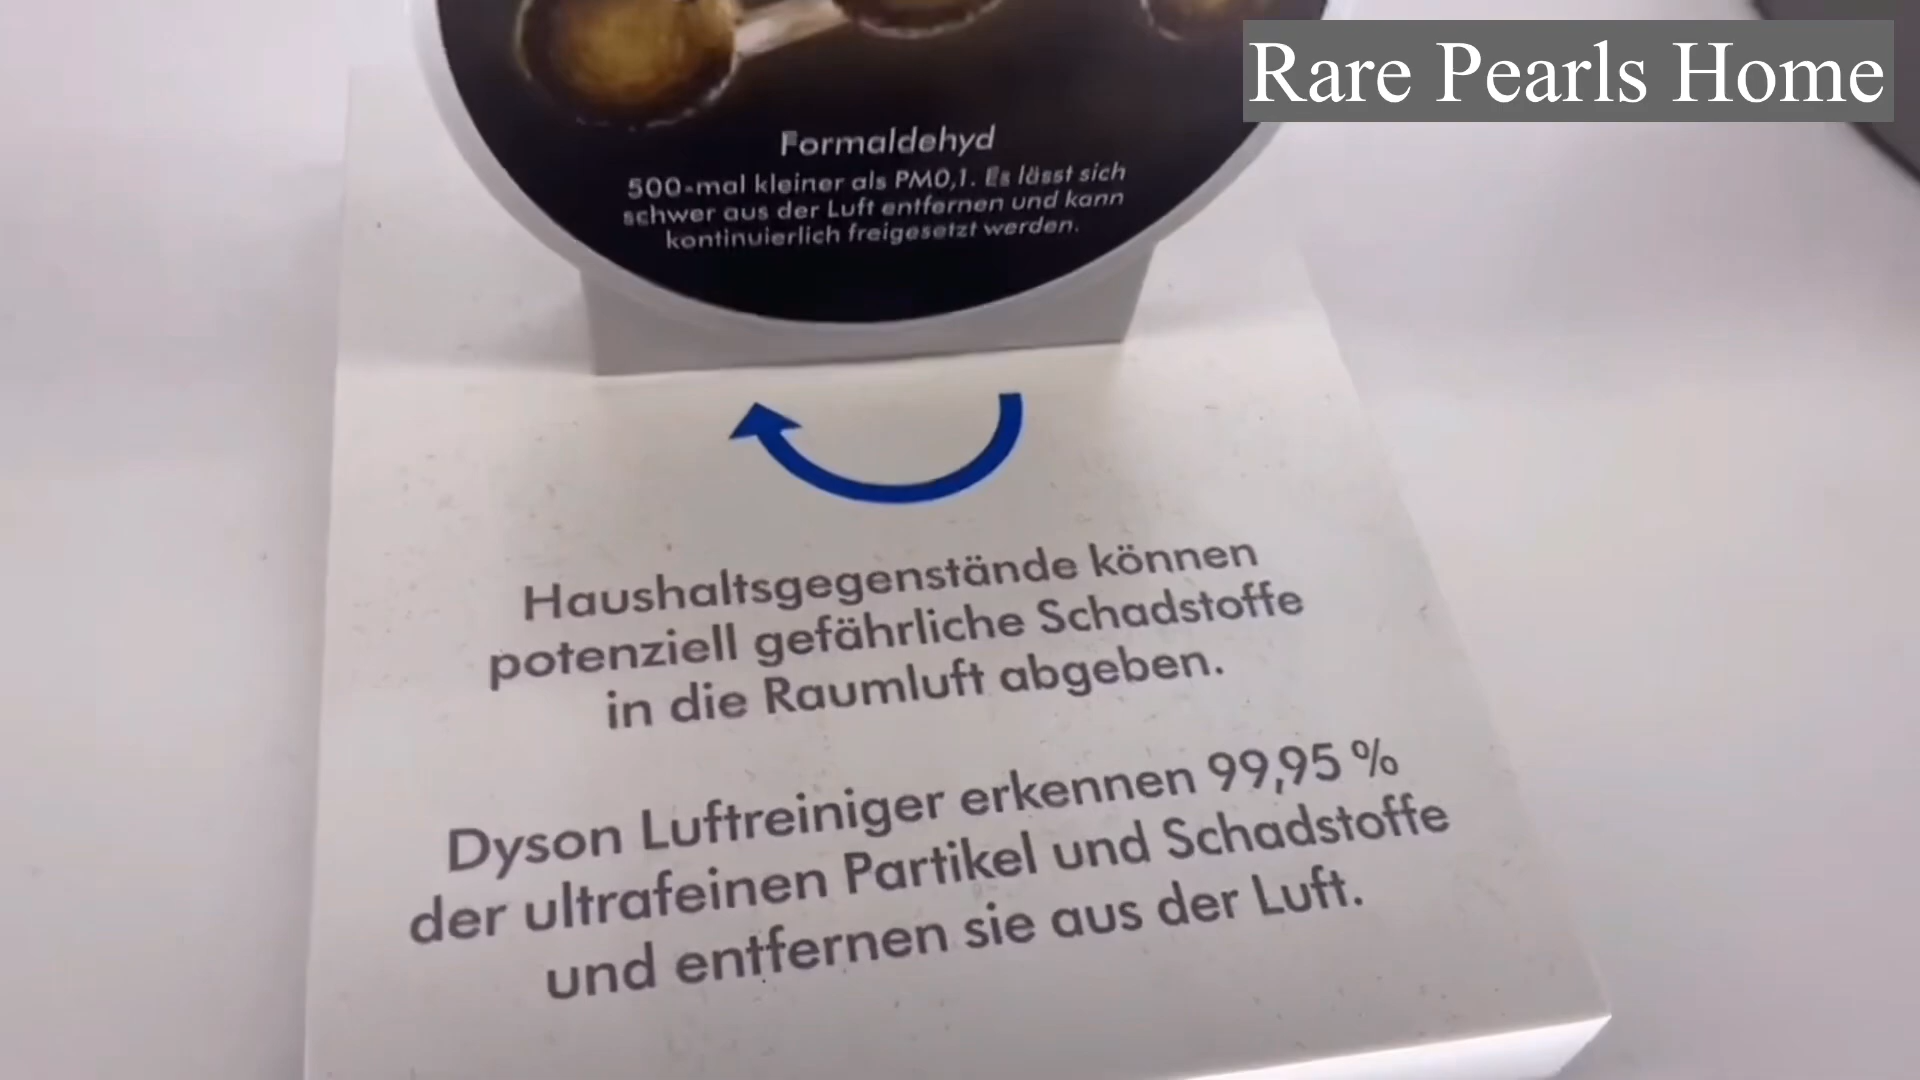 Rare Pearls Home
Formaldehyd
500-mal kleiner als PM0,1. Es lässt sich
schwer aus der Luft entfernen und kann
kontinuierlich freigesetzt werden.
Haushaltsgegenstände können
potenziell gefährliche Schadstoffe
in die Raumluft abgeben.
Dyson Luftreiniger erkennen 99,95 %
der ultrafeinen Partikel und Schadstoffe
und entfernen sie aus der Luft.